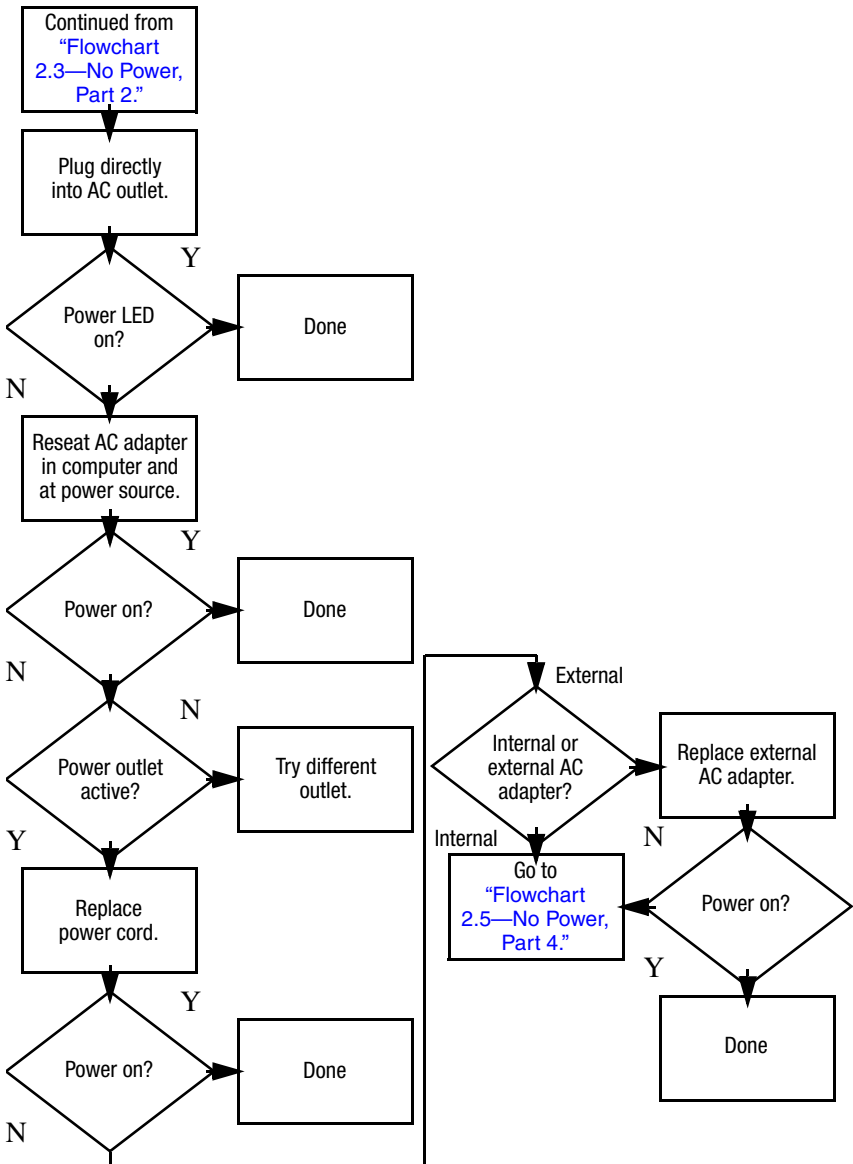 Continued from
“Flowchart
2.3—No Power,
Part 2.”
Plug directly
into AC outlet.
Y
Power LED
on?
Done
N
Reseat AC adapter
in computer and
at power source.
Y
Power on?
Done
N
N
Power outlet
active?
Try different
outlet.
Y
Replace
power cord.
Y
Power on?
Done
N
External
Internal or
external AC
adapter?
Replace external
AC adapter.
Internal
N
Go to
“Flowchart
2.5—No Power,
Part 4.”
Power on?
Y
Done